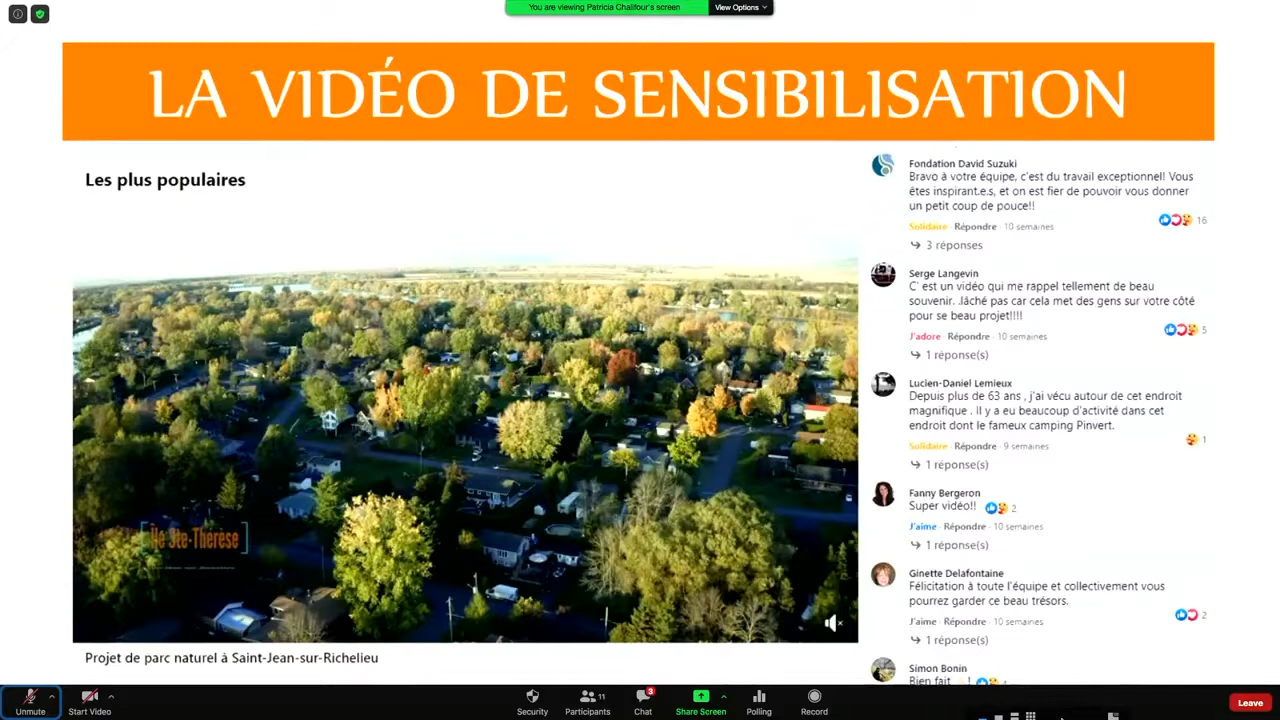 You are viewing Patricia Chalifour's screen
View Options
LA VIDÉO DE SENSIBILISATION
Les plus populaires
Île Ste-Thérèse
Projet de parc naturel à Saint-Jean-sur-Richelieu
Fondation David Suzuki
Bravo à votre équipe, c'est du travail exceptionnel! Vous
êtes inspirant.e.s, et on est fier de pouvoir vous donner
un petit coup de pouce!!
16
Solidaire · Répondre · 10 semaines
3 réponses
Serge Langevin
C' est un vidéo qui me rappel tellement de beau
souvenir. .lâché pas car cela met des gens sur votre côté
pour se beau projet!!!!
5
J'adore · Répondre · 10 semaines
1 réponse(s)
Lucien-Daniel Lemieux
Depuis plus de 63 ans , j'ai vécu autour de cet endroit
magnifique . Il y a eu beaucoup d'activité dans cet
endroit dont le fameux camping Pinvert.
1
Solidaire · Répondre · 9 semaines
1 réponse(s)
Fanny Bergeron
Super vidéo!! 2
J'aime · Répondre · 10 semaines
1 réponse(s)
Ginette Delafontaine
Félicitation à toute l'équipe et collectivement vous
pourrez garder ce beau trésors.
2
J'aime · Répondre · 10 semaines
1 réponse(s)
Simon Bonin
Bien fait !
Unmute
Start Video
Security
Participants 11
Chat 3
Share Screen
Polling
Record
Leave